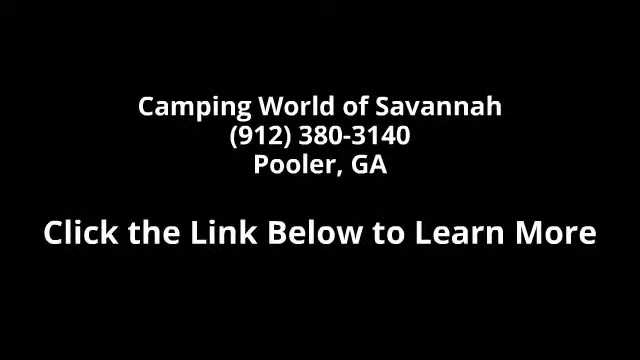 Camping World of Savannah
(912) 380-3140
Pooler, GA
Click the Link Below to Learn More